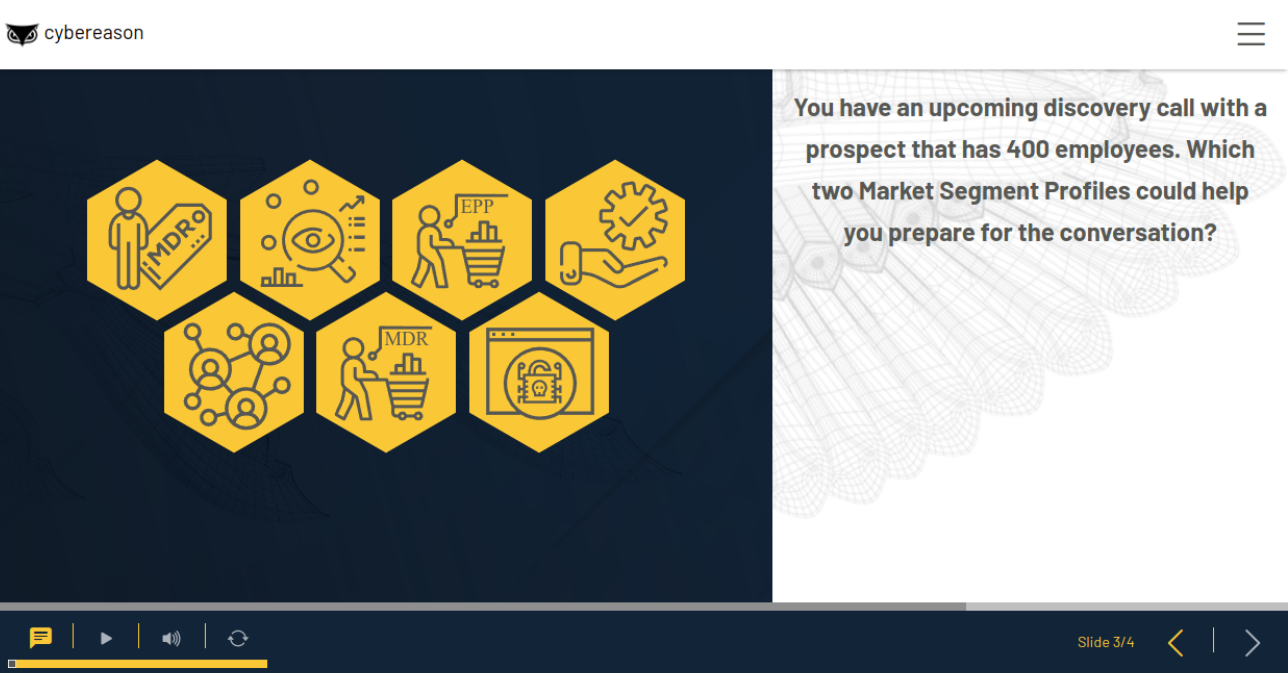 cybereason
You have an upcoming discovery call with a
prospect that has 400 employees. Which
two Market Segment Profiles could help
you prepare for the conversation?
MDR
EPP
MDR
Slide 3/4